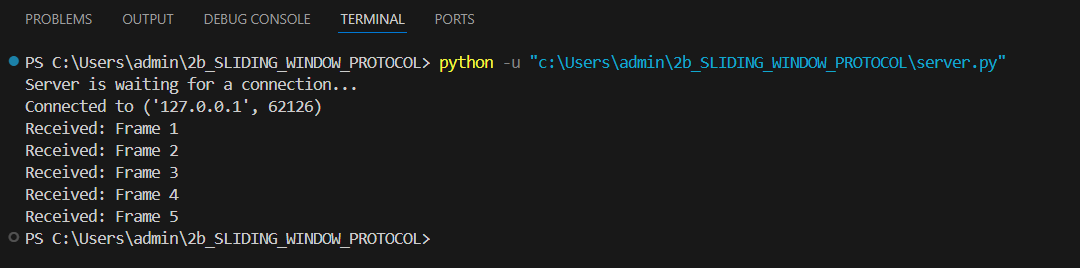 PROBLEMS OUTPUT DEBUG CONSOLE TERMINAL PORTS
PS C:\Users\admin\2b_SLIDING_WINDOW_PROTOCOL> python -u "c:\Users\admin\2b_SLIDING_WINDOW_PROTOCOL\server.py"
Server is waiting for a connection...
Connected to ('127.0.0.1', 62126)
Received: Frame 1
Received: Frame 2
Received: Frame 3
Received: Frame 4
Received: Frame 5
PS C:\Users\admin\2b_SLIDING_WINDOW_PROTOCOL>